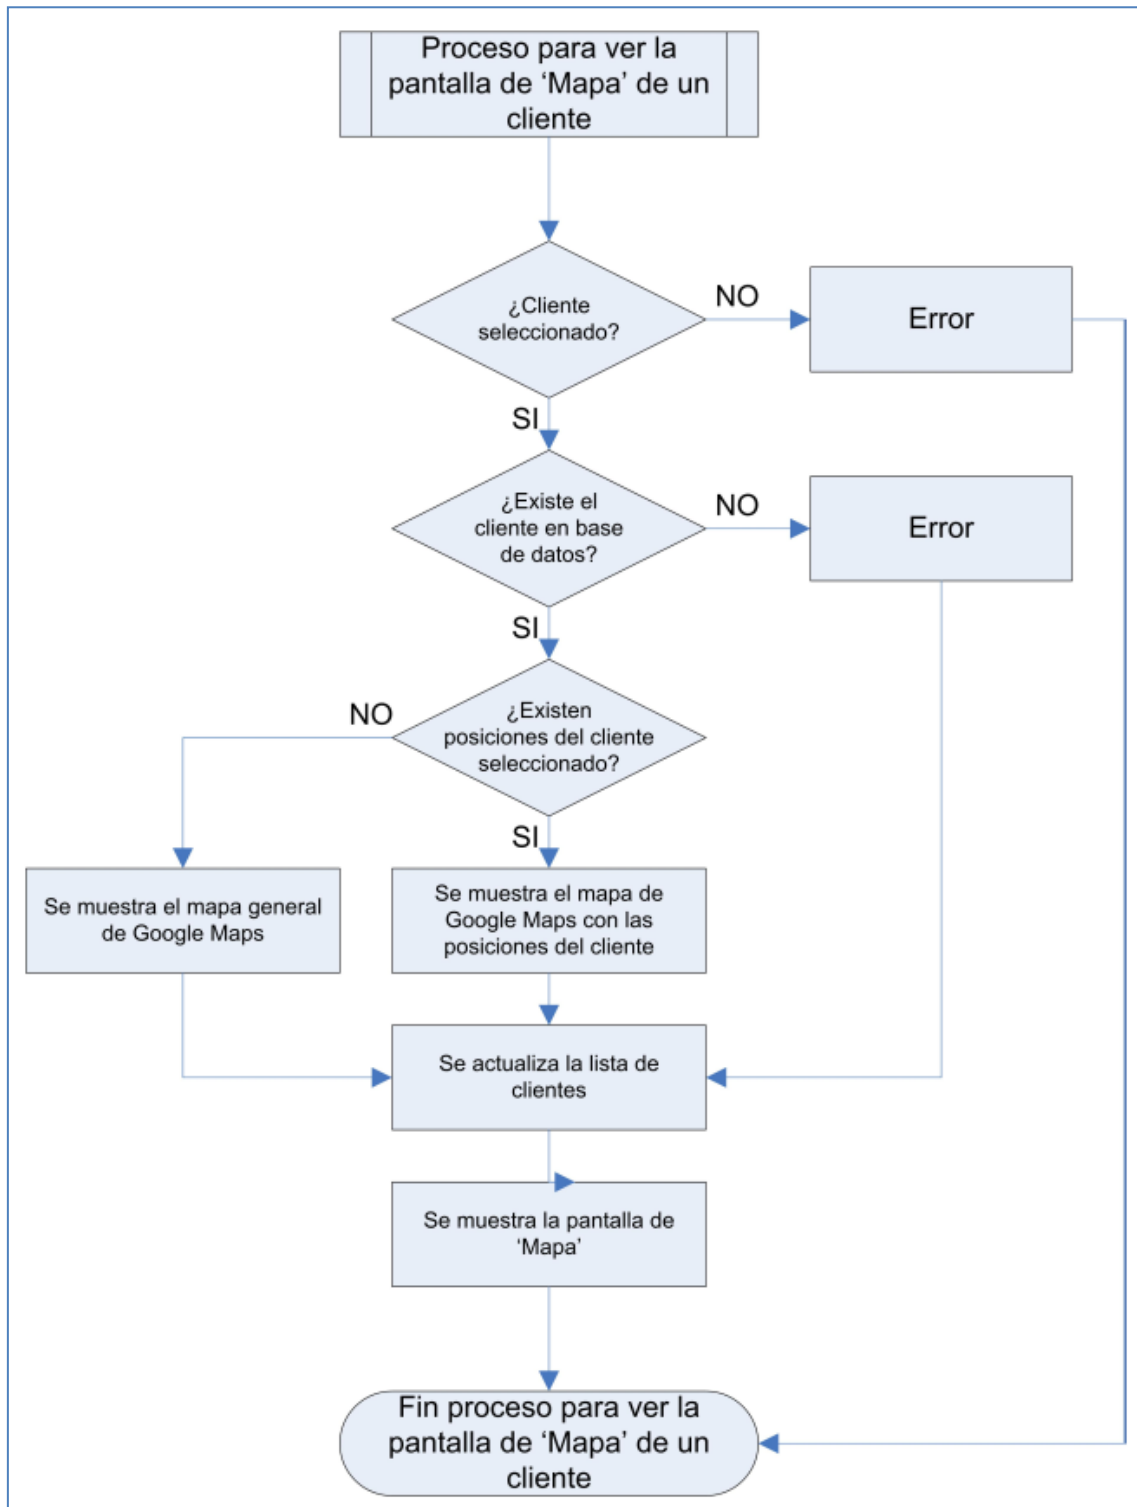 Proceso para ver la
pantalla de ‘Mapa’ de un
cliente
¿Cliente
seleccionado?
NO
Error
SI
¿Existe el
cliente en base
de datos?
NO
Error
SI
¿Existen
posiciones del cliente
seleccionado?
NO
SI
Se muestra el mapa general
de Google Maps
Se muestra el mapa de
Google Maps con las
posiciones del cliente
Se actualiza la lista de
clientes
Se muestra la pantalla de
‘Mapa’
Fin proceso para ver la
pantalla de ‘Mapa’ de un
cliente